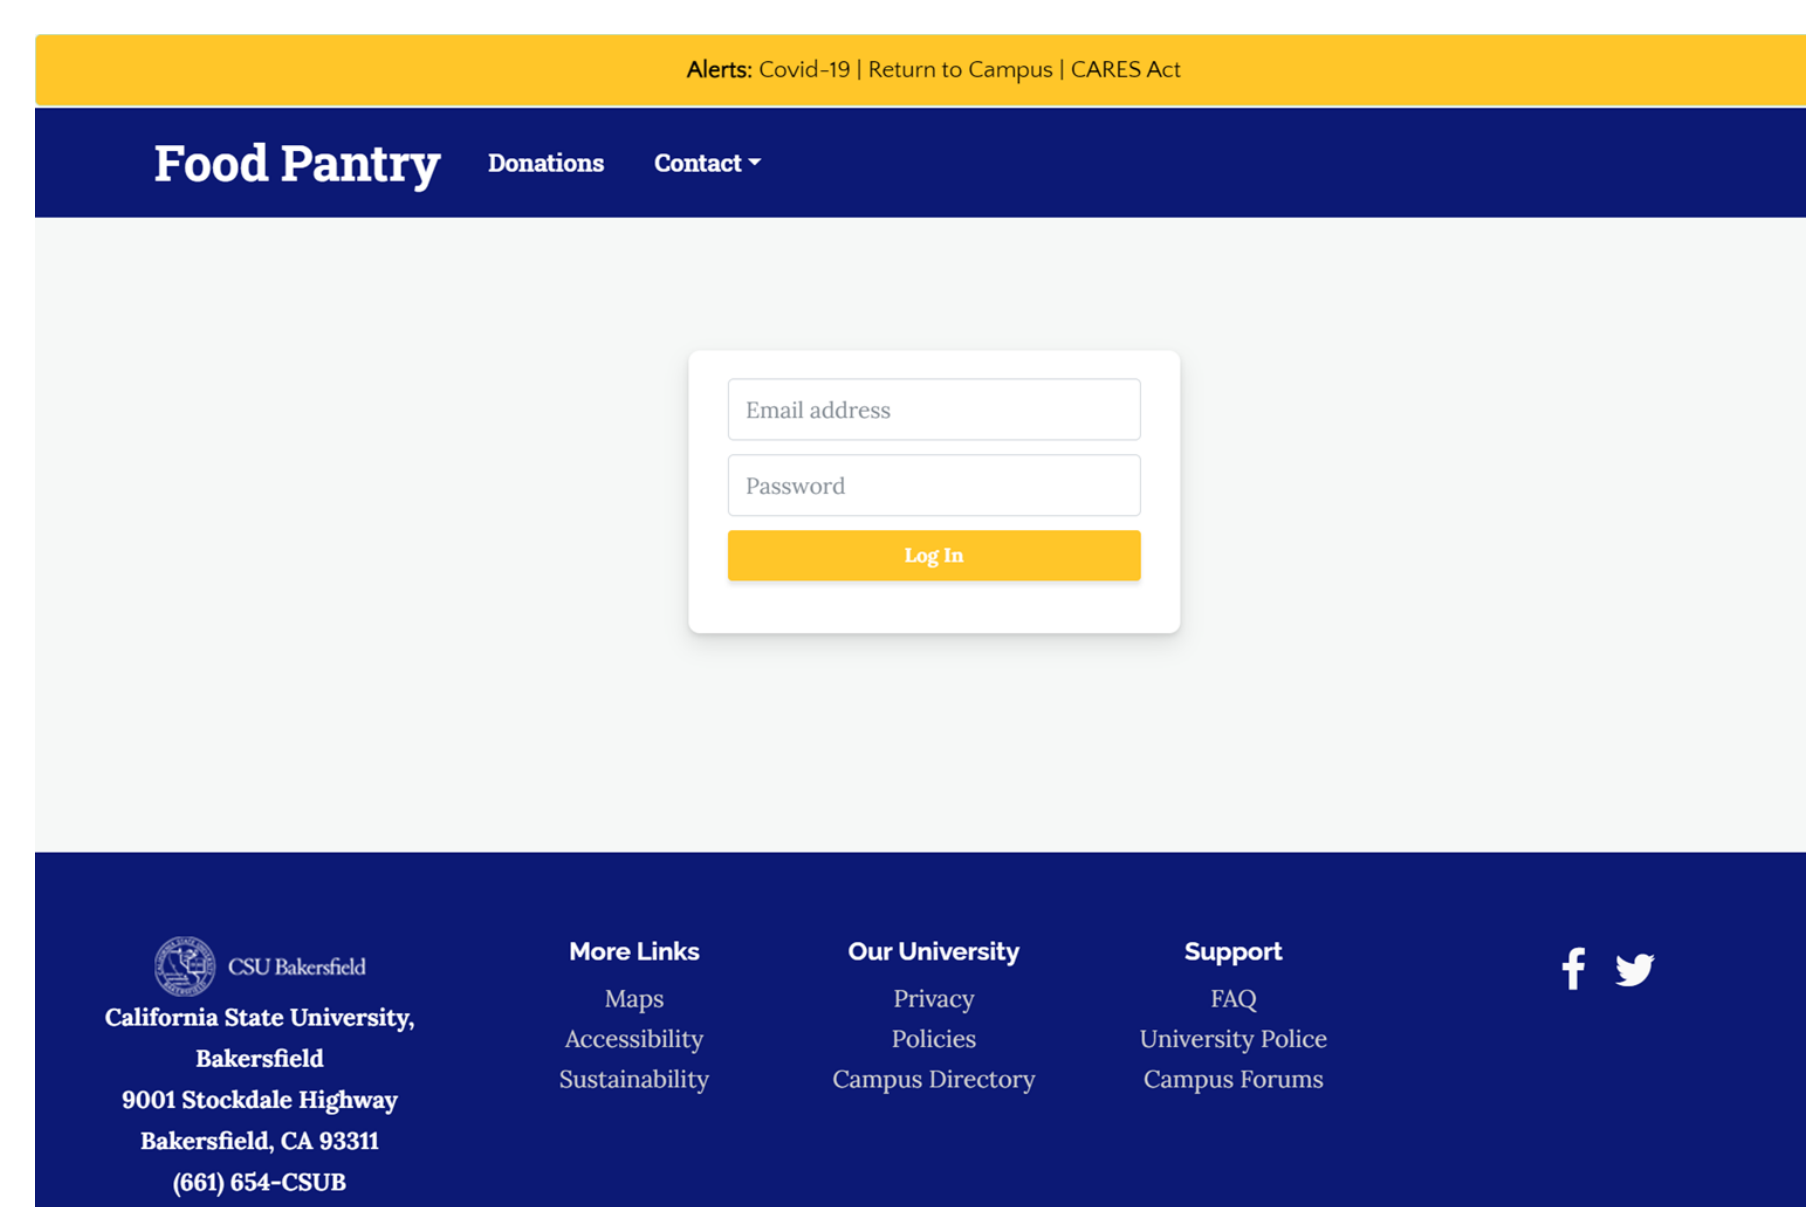 Alerts: Covid-19 | Return to Campus | CARES Act
Food Pantry
Donations
Contact
Email address
Password
Log In
CSU Bakersfield
California State University,
Bakersfield
9001 Stockdale Highway
Bakersfield, CA 93311
(661) 654-CSUB
More Links
Maps
Accessibility
Sustainability
Our University
Privacy
Policies
Campus Directory
Support
FAQ
University Police
Campus Forums